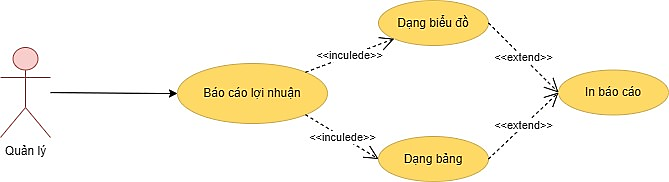 Dạng biểu đồ
<<inculede>>
<<extend>>
Báo cáo lợi nhuận
In báo cáo
<<inculede>>
<<extend>>
Quản lý
Dạng bảng